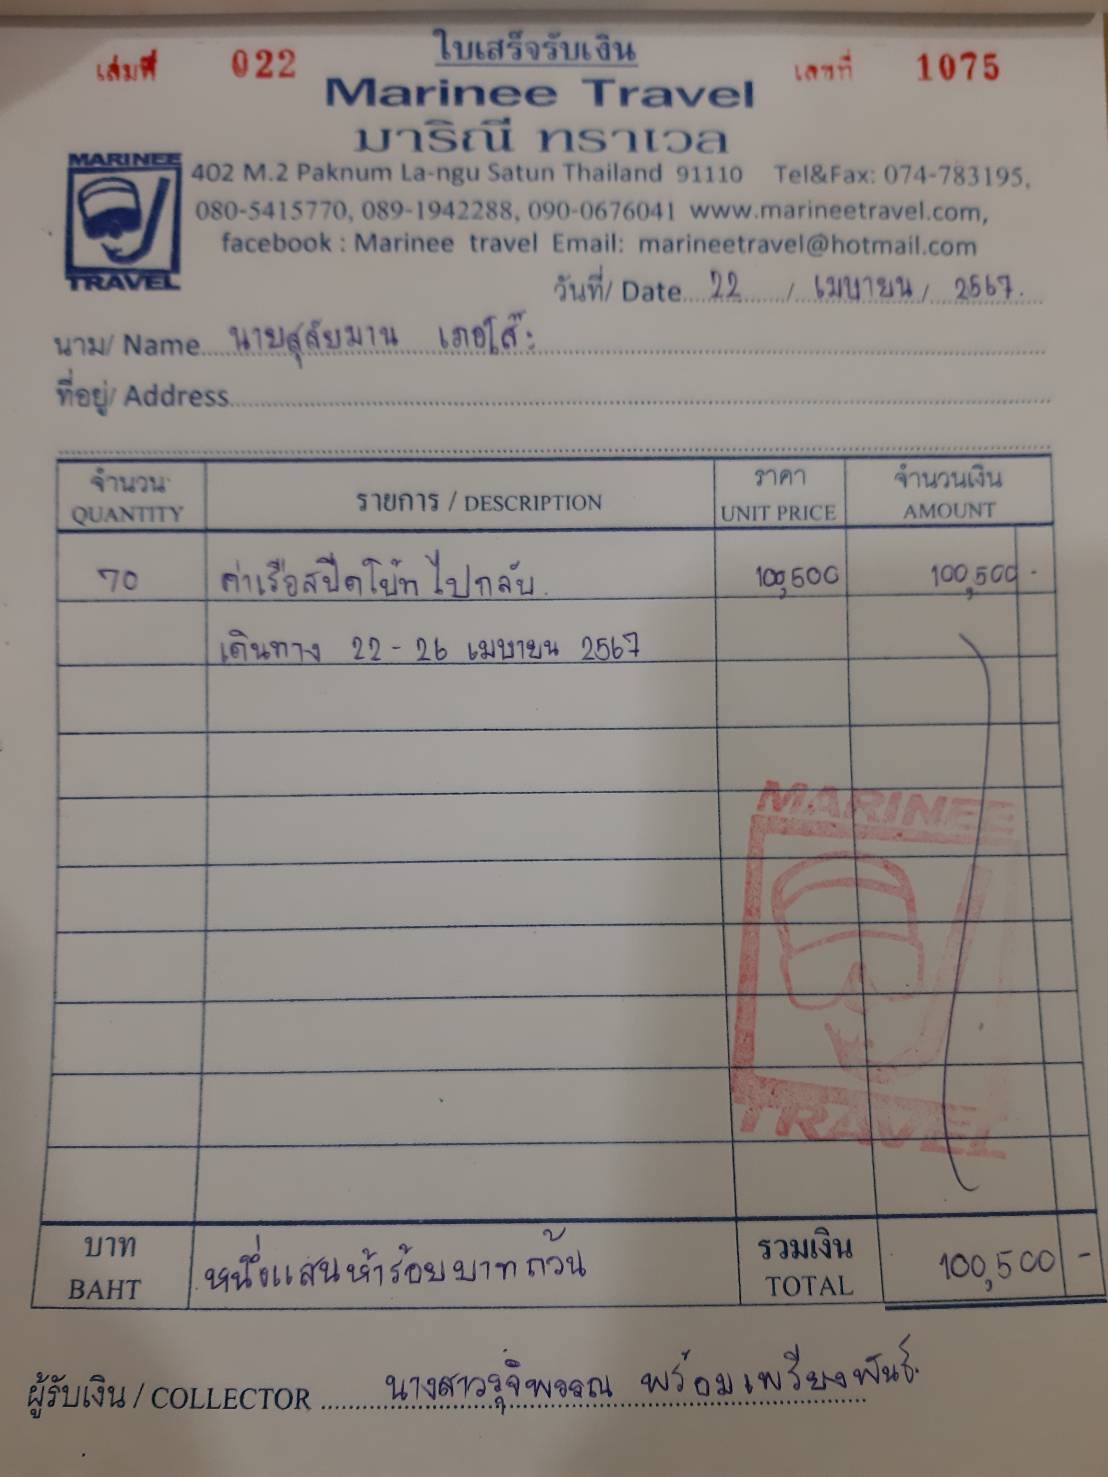 ใบเสร็จรับเงิน
เล่มที่ 022 เลขที่ 1075
Marinee Travel
มาริณี ทราเวล
MARINEE
TRAVEL
402 M.2 Paknum La-ngu Satun Thailand 91110 Tel&Fax: 074-783195,
080-5415770, 089-1942288, 090-0676041 www.marineetravel.com,
facebook : Marinee travel Email: marineetravel@hotmail.com
วันที่/ Date 22 / เมษายน / 2567
นาม/ Name นายสุลัยมาน
ที่อยู่/ Address
จำนวน รายการ / DESCRIPTION ราคา จำนวนเงิน
QUANTITY UNIT PRICE AMOUNT
70 ค่าเรือสปีดโบ้ท ไปกลับ 100,500 100,500 -
เดินทาง 22 - 26 เมษายน 2567
MARINEE
TRAVEL
บาท หนึ่งแสนห้าร้อยบาทถ้วน รวมเงิน 100,500 -
BAHT TOTAL
ผู้รับเงิน / COLLECTOR นางสาวรุจิพรรณ พร้อมเพรียงพันธ์